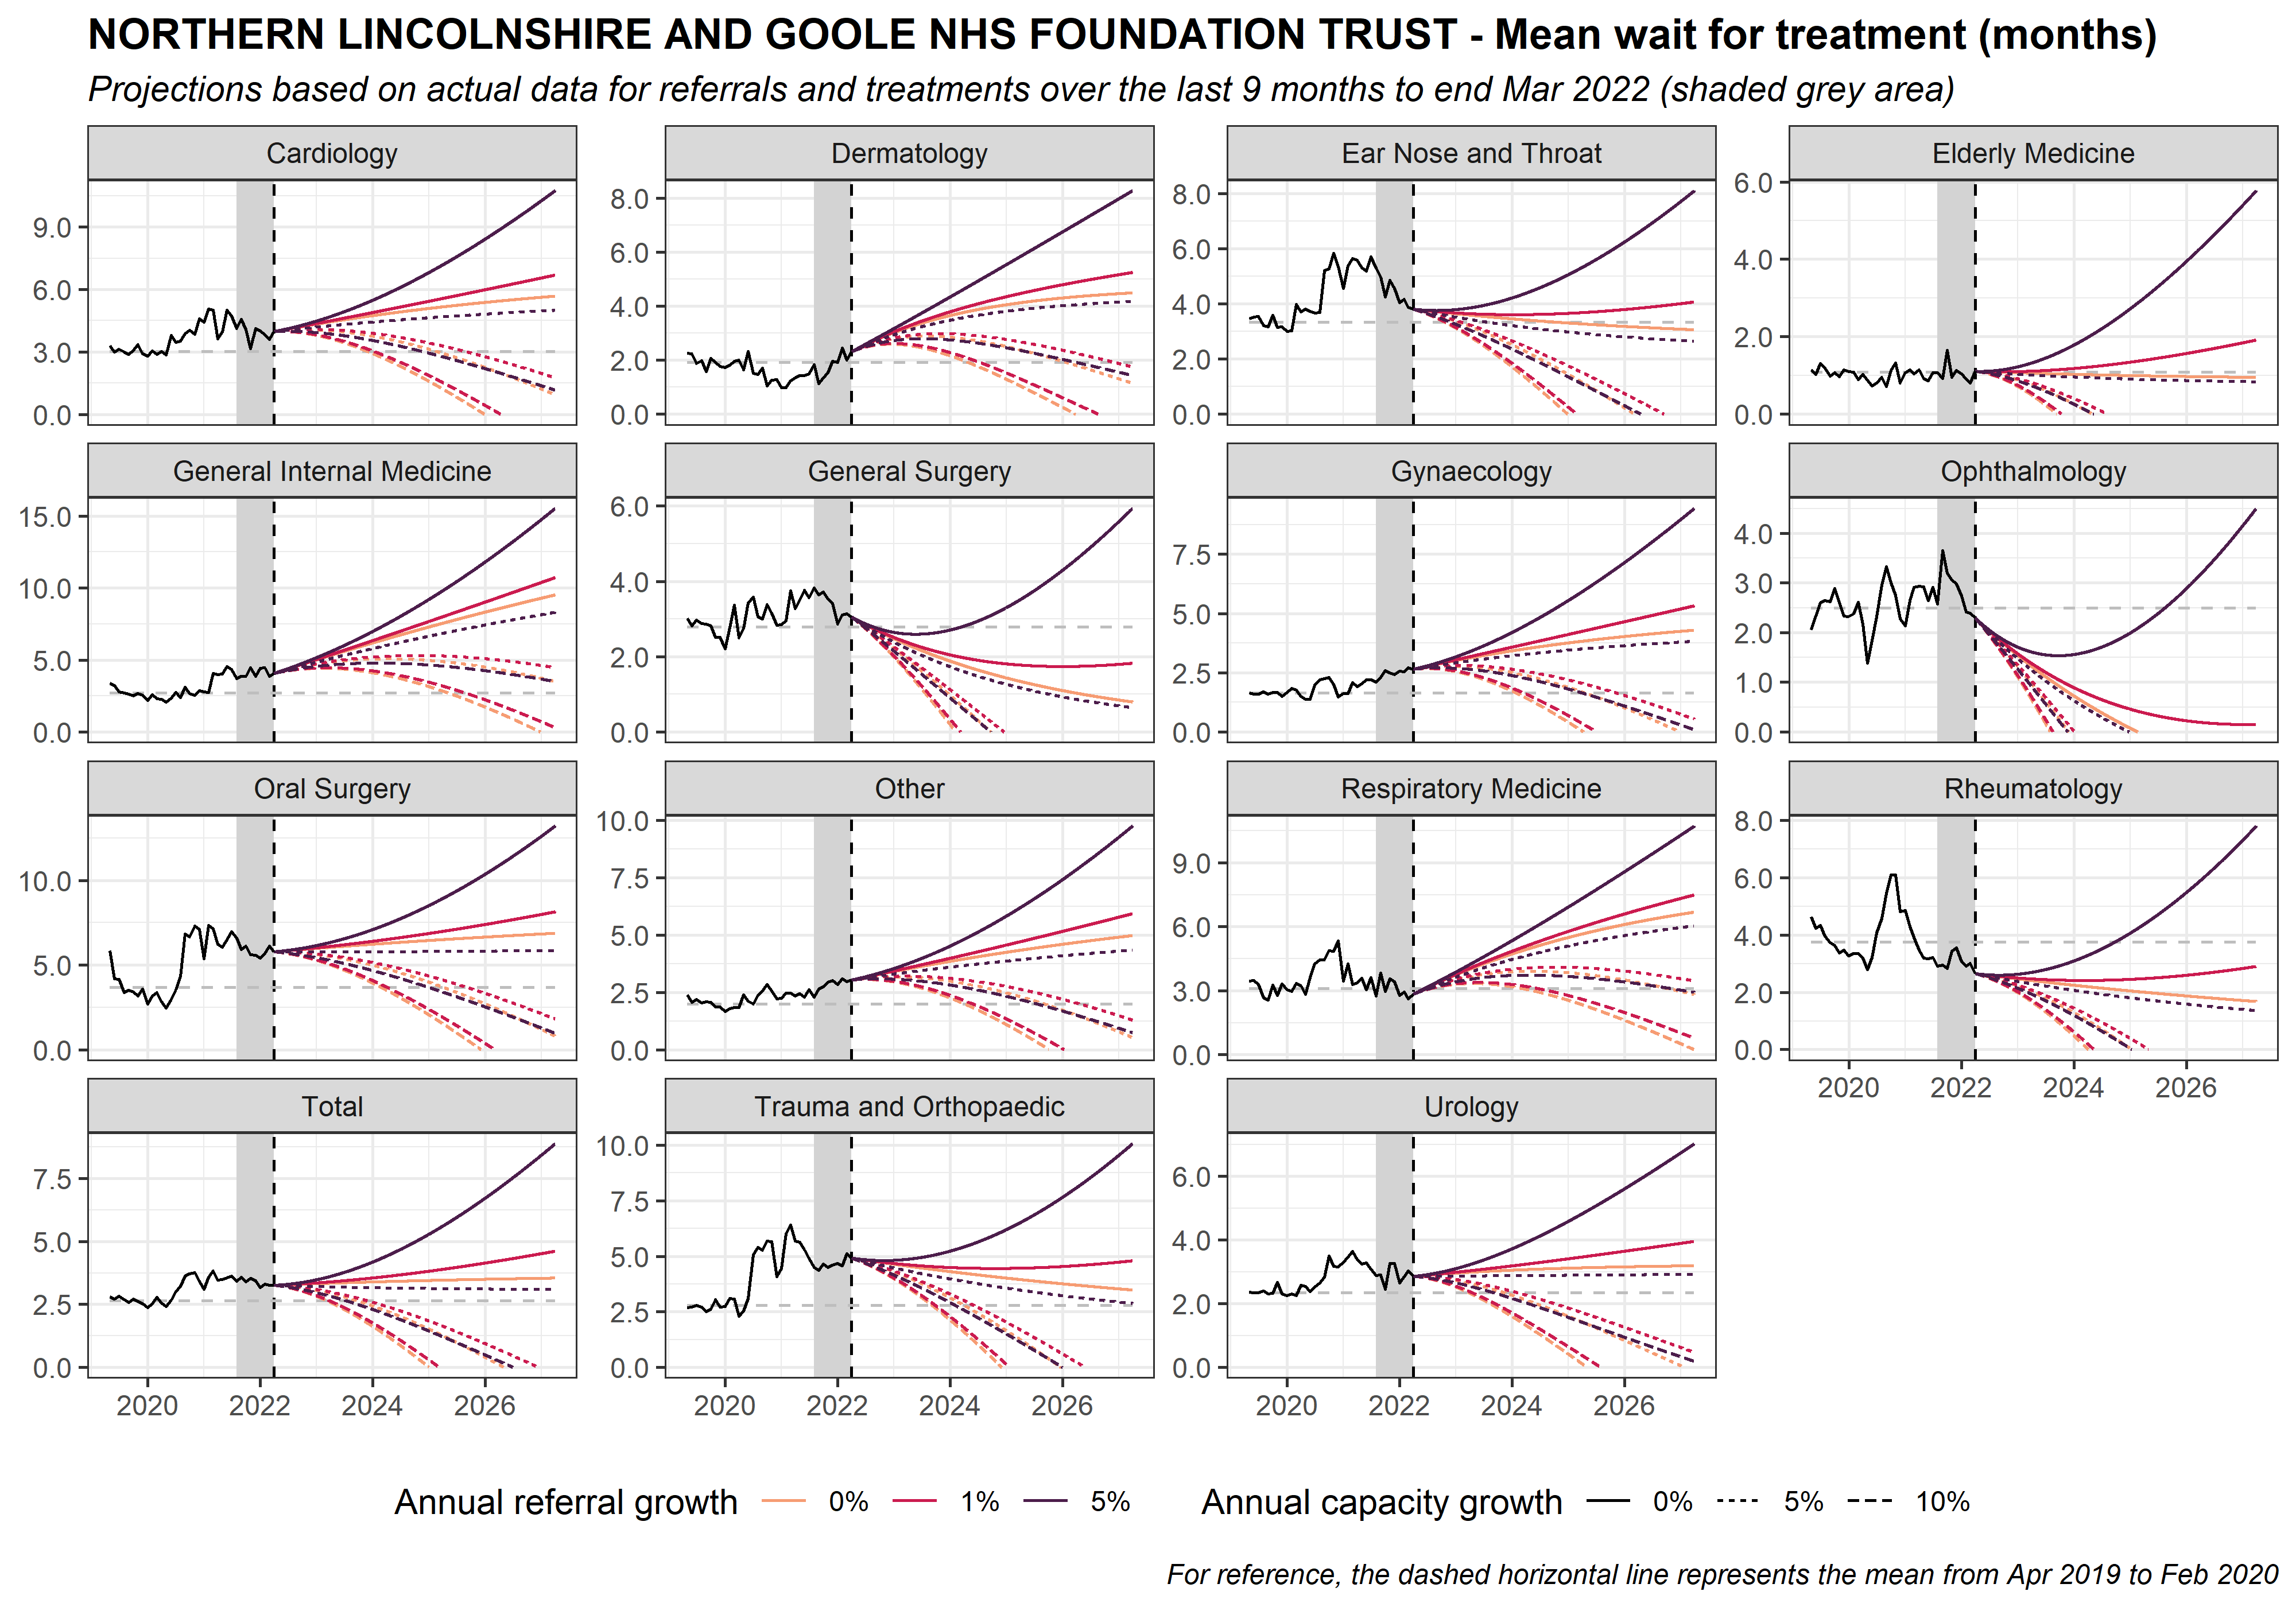 NORTHERN LINCOLNSHIRE AND GOOLE NHS FOUNDATION TRUST - Mean wait for treatment (months)
Projections based on actual data for referrals and treatments over the last 9 months to end Mar 2022 (shaded grey area)
Cardiology
9.0
6.0
3.0
0.0
Dermatology
8.0
6.0
4.0
2.0
0.0
Ear Nose and Throat
8.0
6.0
4.0
2.0
0.0
Elderly Medicine
6.0
4.0
2.0
0.0
General Internal Medicine
15.0
10.0
5.0
0.0
General Surgery
6.0
4.0
2.0
0.0
Gynaecology
7.5
5.0
2.5
0.0
Ophthalmology
4.0
3.0
2.0
1.0
0.0
Oral Surgery
10.0
5.0
0.0
Other
10.0
7.5
5.0
2.5
0.0
Respiratory Medicine
9.0
6.0
3.0
0.0
Rheumatology
8.0
6.0
4.0
2.0
0.0
2020 2022 2024 2026
Total
7.5
5.0
2.5
0.0
2020 2022 2024 2026
Trauma and Orthopaedic
10.0
7.5
5.0
2.5
0.0
2020 2022 2024 2026
Urology
6.0
4.0
2.0
0.0
2020 2022 2024 2026
Annual referral growth 0% 1% 5%
Annual capacity growth 0% 5% 10%
For reference, the dashed horizontal line represents the mean from Apr 2019 to Feb 2020